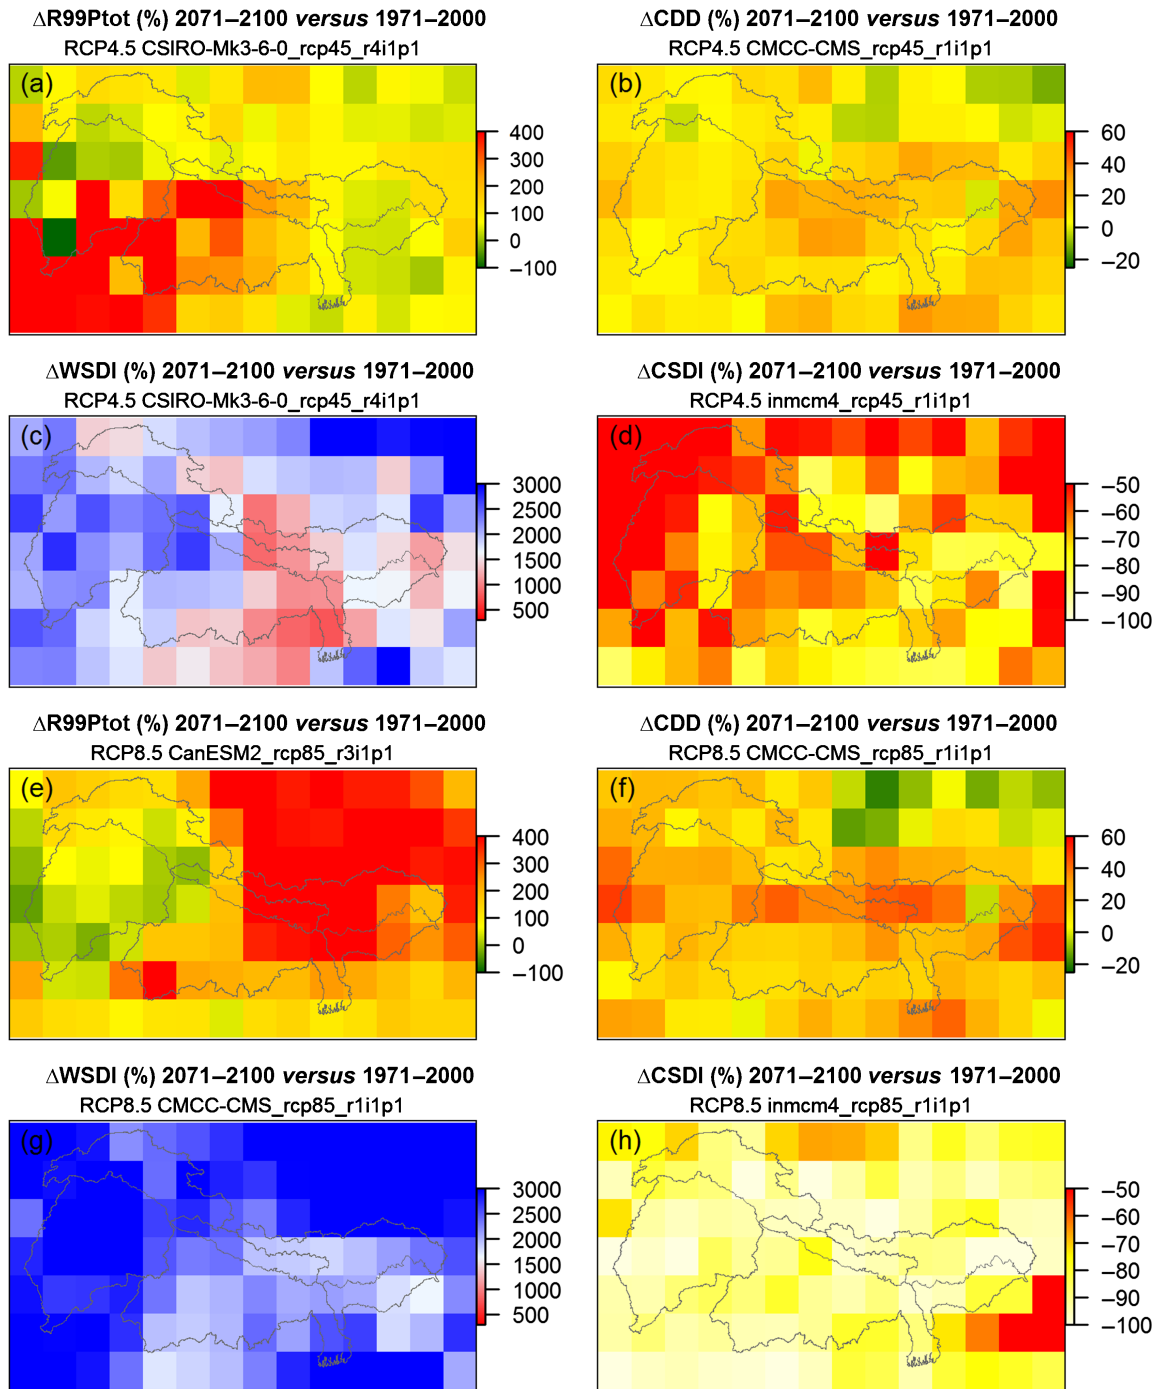 ΔR99Ptot (%) 2071–2100 versus 1971–2000
RCP4.5 CSIRO-Mk3-6-0_rcp45_r4i1p1
(a)
400
300
200
100
0
−100
ΔCDD (%) 2071–2100 versus 1971–2000
RCP4.5 CMCC-CMS_rcp45_r1i1p1
(b)
60
40
20
0
−20
ΔWSDI (%) 2071–2100 versus 1971–2000
RCP4.5 CSIRO-Mk3-6-0_rcp45_r4i1p1
(c)
3000
2500
2000
1500
1000
500
ΔCSDI (%) 2071–2100 versus 1971–2000
RCP4.5 inmcm4_rcp45_r1i1p1
(d)
−50
−60
−70
−80
−90
−100
ΔR99Ptot (%) 2071–2100 versus 1971–2000
RCP8.5 CanESM2_rcp85_r3i1p1
(e)
400
300
200
100
0
−100
ΔCDD (%) 2071–2100 versus 1971–2000
RCP8.5 CMCC-CMS_rcp85_r1i1p1
(f)
60
40
20
0
−20
ΔWSDI (%) 2071–2100 versus 1971–2000
RCP8.5 CMCC-CMS_rcp85_r1i1p1
(g)
3000
2500
2000
1500
1000
500
ΔCSDI (%) 2071–2100 versus 1971–2000
RCP8.5 inmcm4_rcp85_r1i1p1
(h)
−50
−60
−70
−80
−90
−100